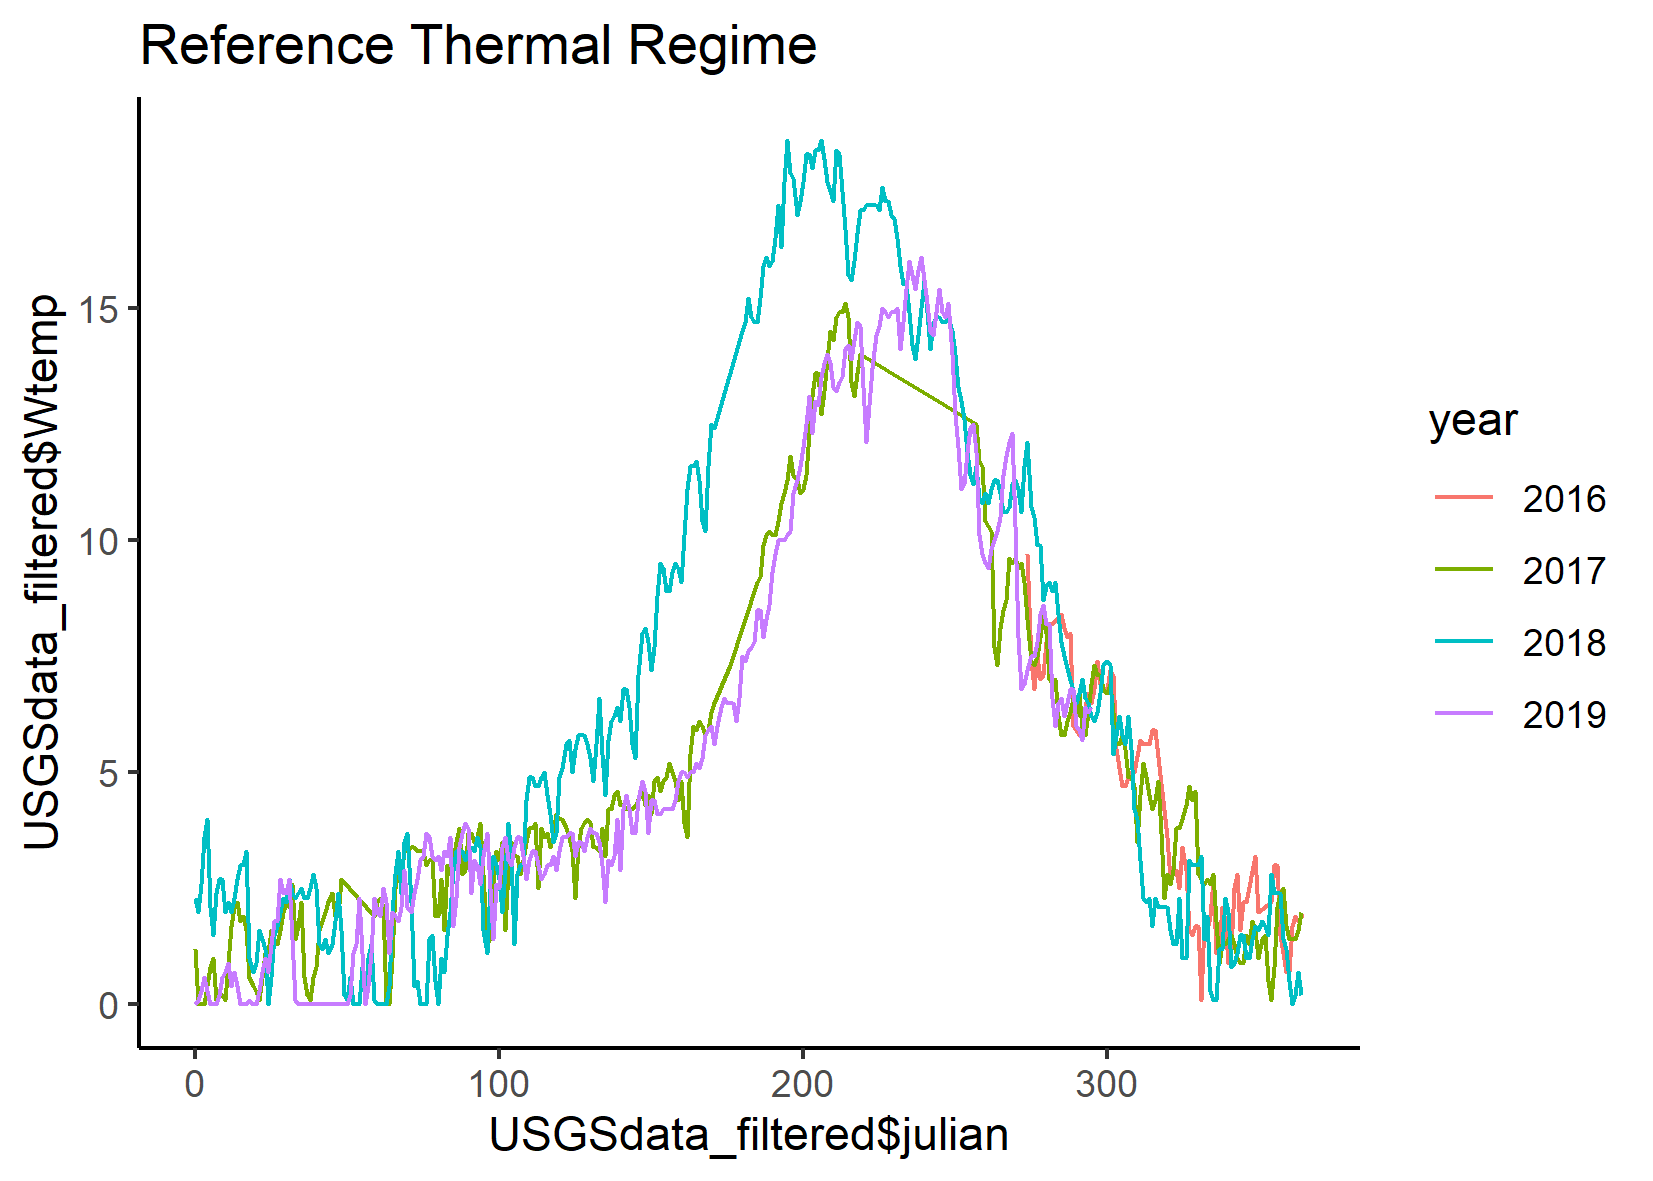 Reference Thermal Regime
USGSdata_filtered$Wtemp
15
10
5
0
0 100 200 300
USGSdata_filtered$julian
year
2016
2017
2018
2019